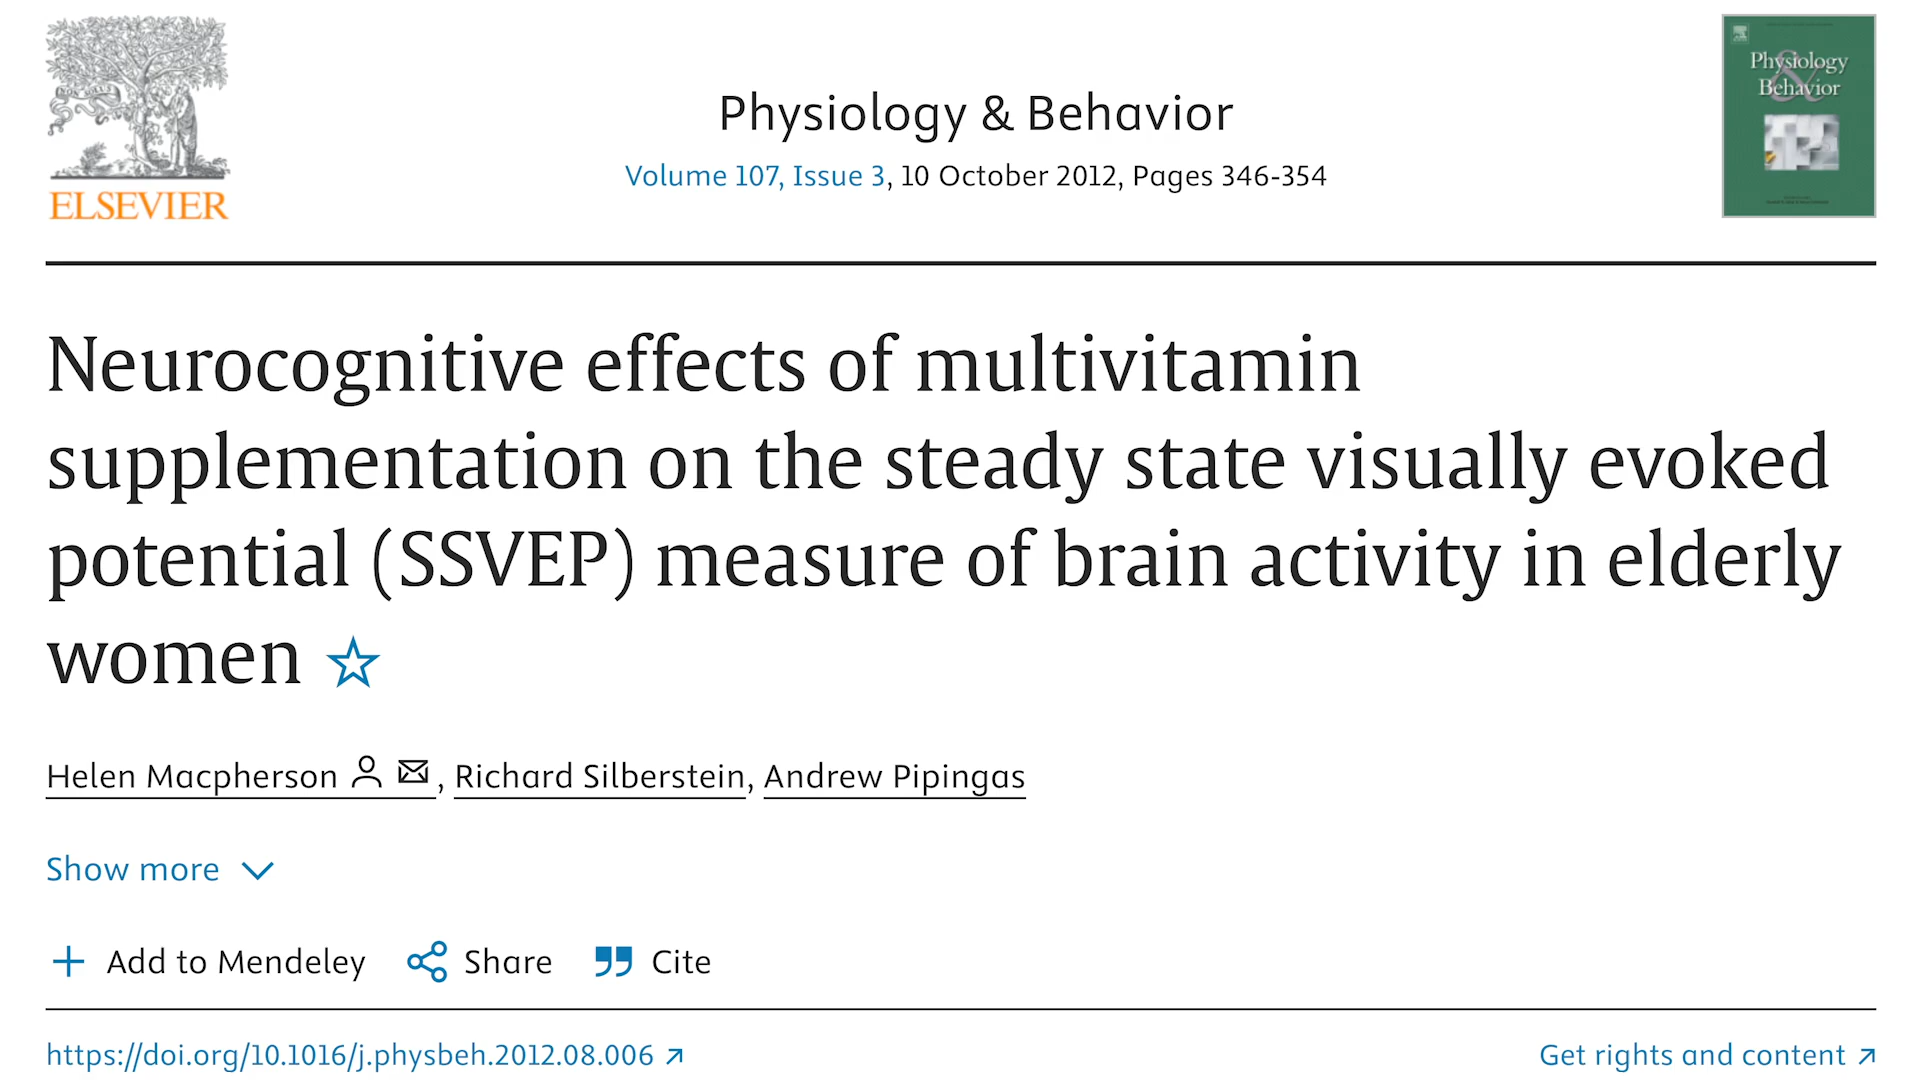 NON SOLUS
ELSEVIER
Physiology & Behavior
Volume 107, Issue 3, 10 October 2012, Pages 346-354
Physiology
&
Behavior
Neurocognitive effects of multivitamin
supplementation on the steady state visually evoked
potential (SSVEP) measure of brain activity in elderly
women
Helen Macpherson, Richard Silberstein, Andrew Pipingas
Show more
Add to Mendeley Share Cite
https://doi.org/10.1016/j.physbeh.2012.08.006
Get rights and content